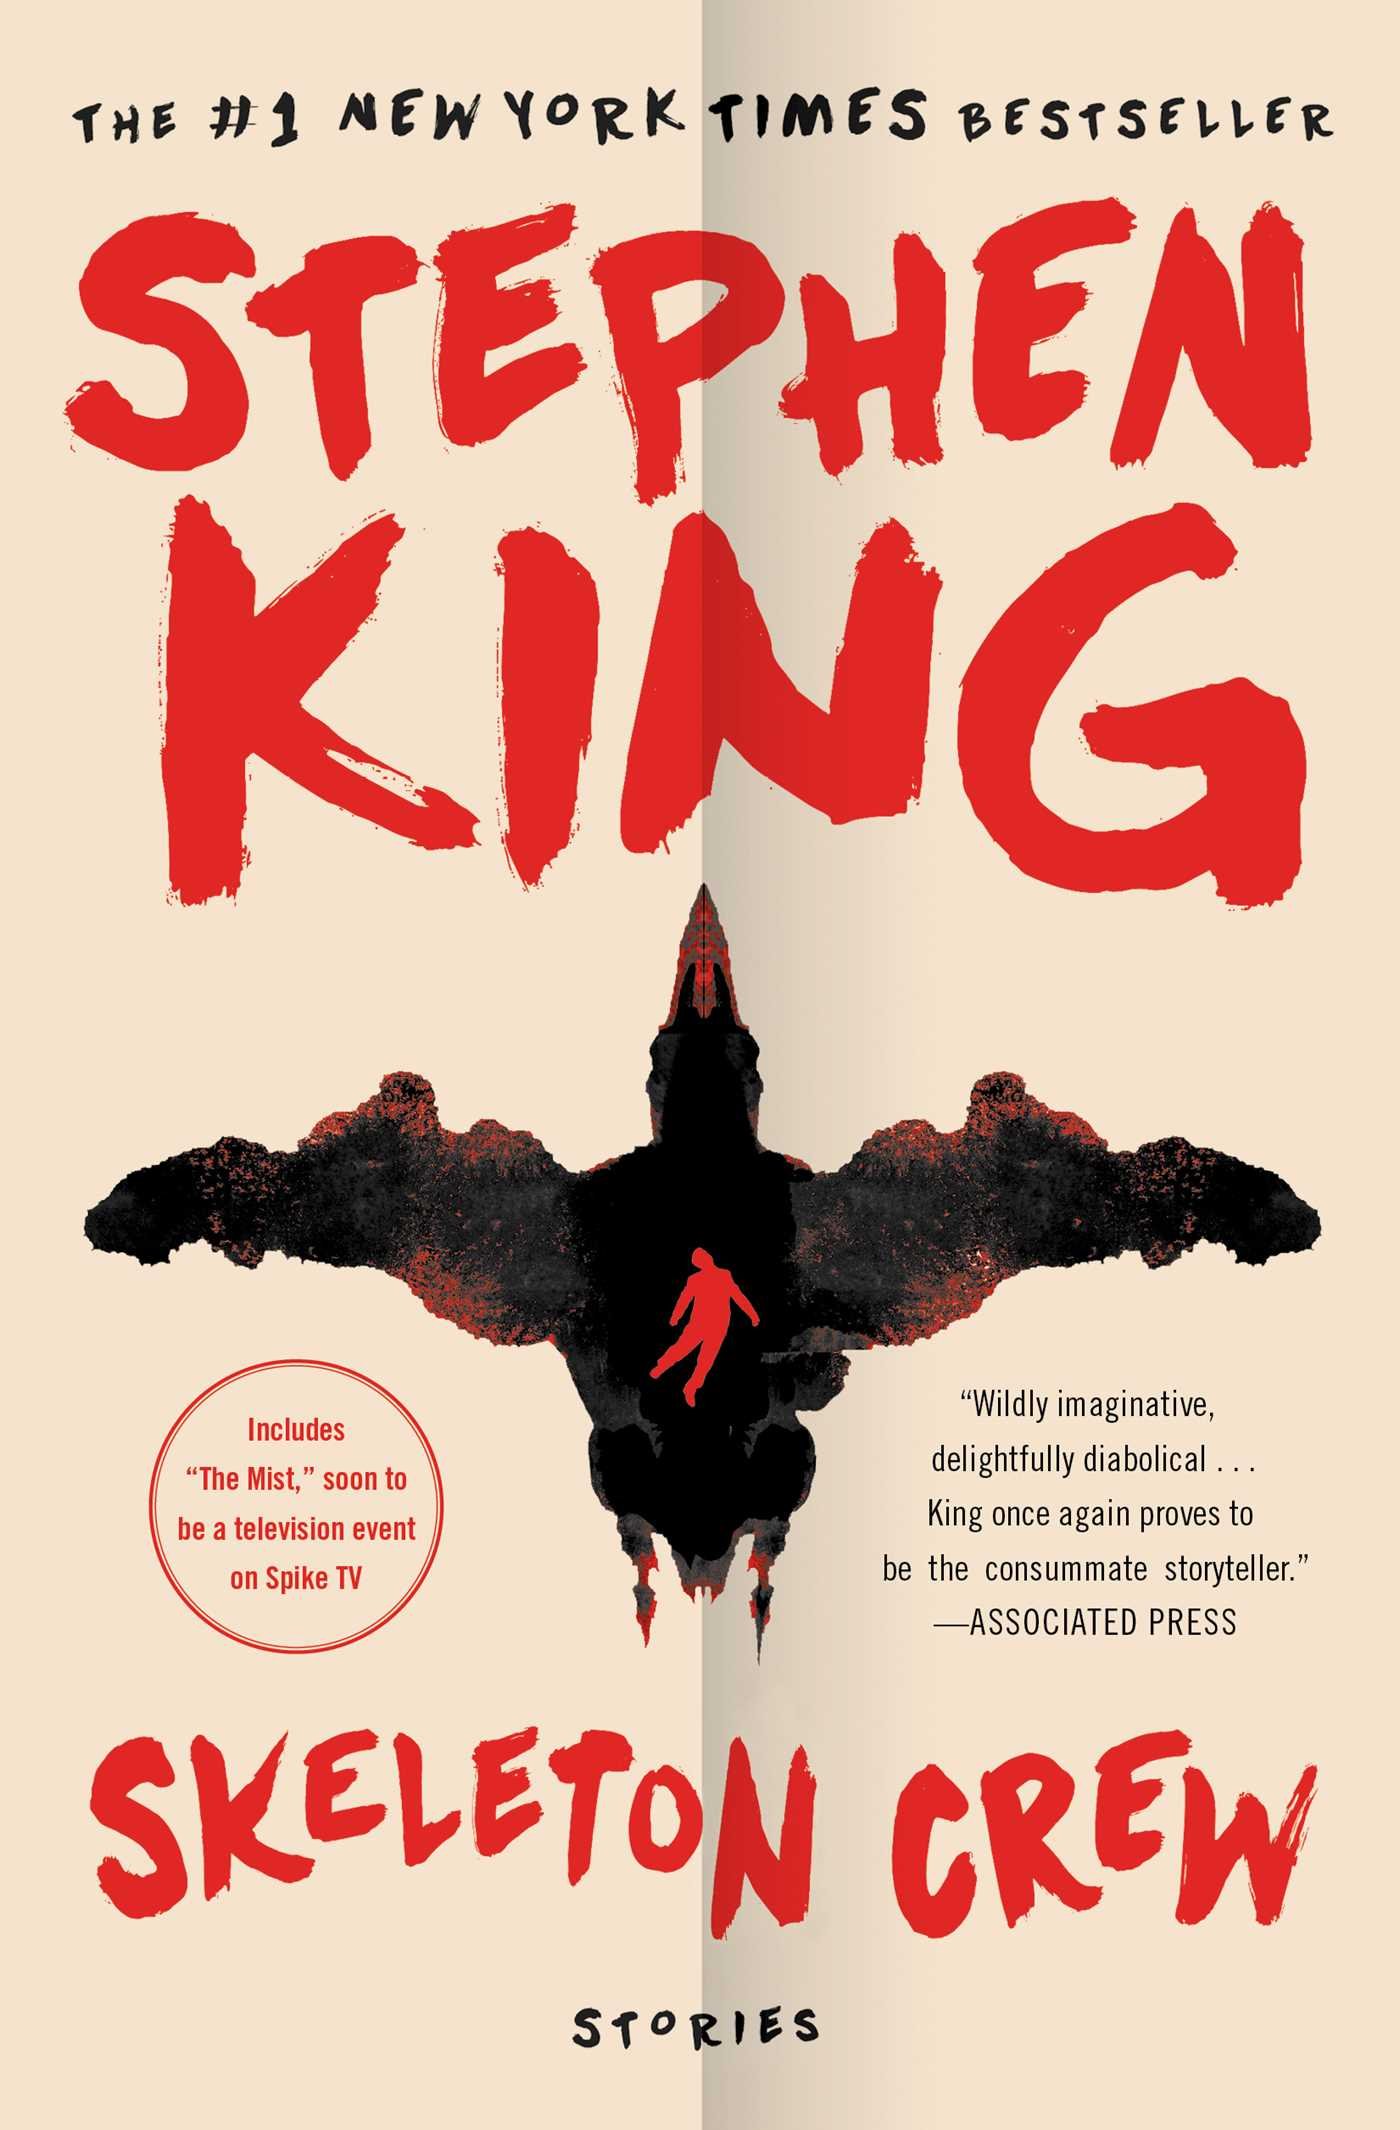 THE #1 NEW YORK TIMES BESTSELLER
STEPHEN
KING
Includes
“The Mist,” soon to
be a television event
on Spike TV
“Wildly imaginative,
delightfully diabolical . . .
King once again proves to
be the consummate storyteller.”
—ASSOCIATED PRESS
SKELETON CREW
STORIES